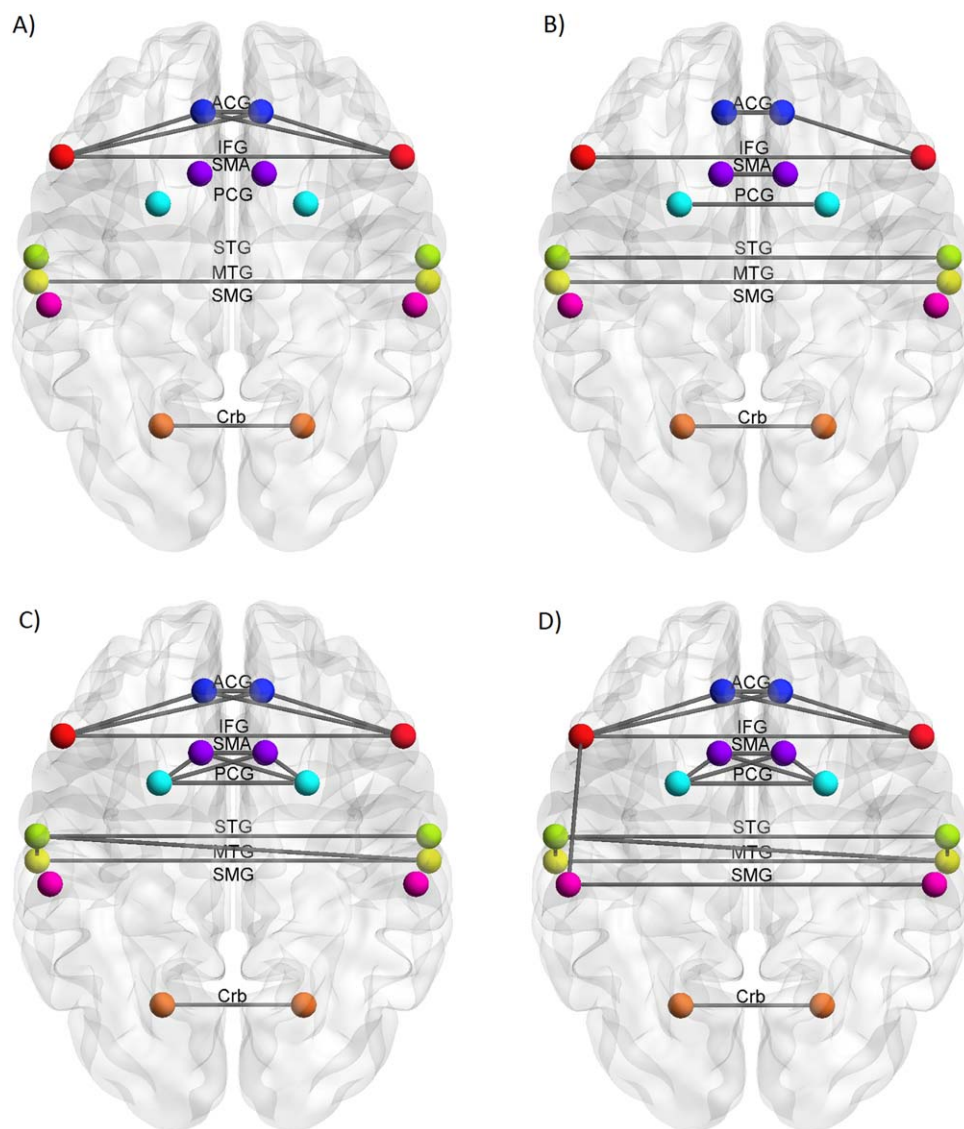 A)
ACG
IFG
SMA
PCG
STG
MTG
SMG
Crb
B)
ACG
IFG
SMA
PCG
STG
MTG
SMG
Crb
C)
ACG
IFG
SMA
PCG
STG
MTG
SMG
Crb
D)
ACG
IFG
SMA
PCG
STG
MTG
SMG
Crb